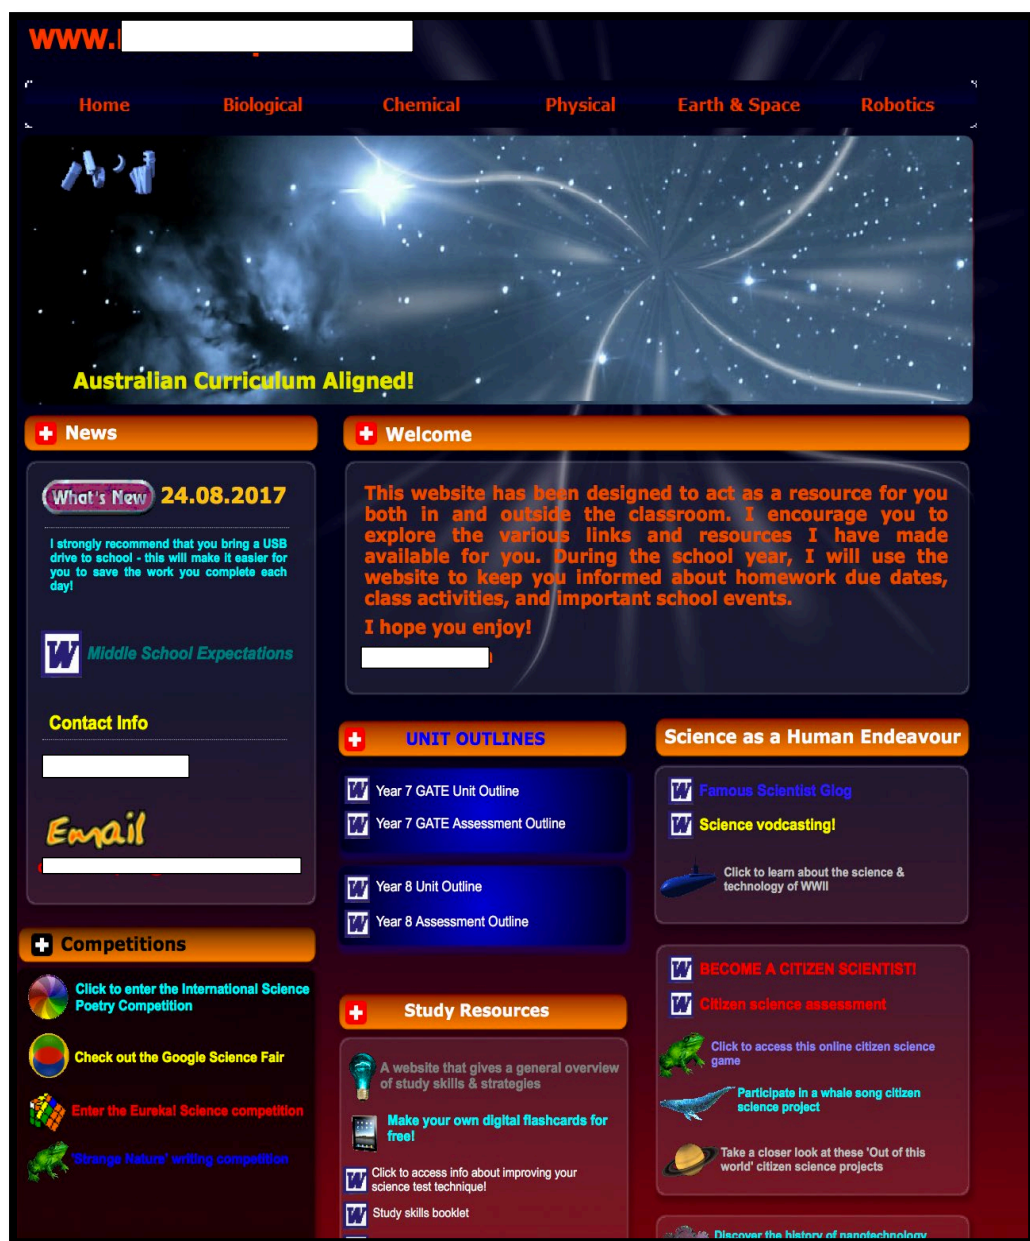 www.
Home Biological Chemical Physical Earth & Space Robotics
Australian Curriculum Aligned!
News
What's New 24.08.2017
I strongly recommend that you bring a USB
drive to school - this will make it easier for
you to save the work you complete each
day!
Middle School Expectations
Contact Info
Email
Competitions
Click to enter the International Science
Poetry Competition
Check out the Google Science Fair
Enter the Eureka! Science competition
'Strange Nature' writing competition
Welcome
This website has been designed to act as a resource for you
both in and outside the classroom. I encourage you to
explore the various links and resources I have made
available for you. During the school year, I will use the
website to keep you informed about homework due dates,
class activities, and important school events.
I hope you enjoy!
UNIT OUTLINES
Year 7 GATE Unit Outline
Year 7 GATE Assessment Outline
Year 8 Unit Outline
Year 8 Assessment Outline
Study Resources
A website that gives a general overview
of study skills & strategies
Make your own digital flashcards for
free!
Click to access info about improving your
science test technique!
Study skills booklet
Science as a Human Endeavour
Famous Scientist Glog
Science vodcasting!
Click to learn about the science &
technology of WWII
BECOME A CITIZEN SCIENTIST!
Citizen science assessment
Click to access this online citizen science
game
Participate in a whale song citizen
science project
Take a closer look at these 'Out of this
world' citizen science projects
Discover the history of nanotechnology